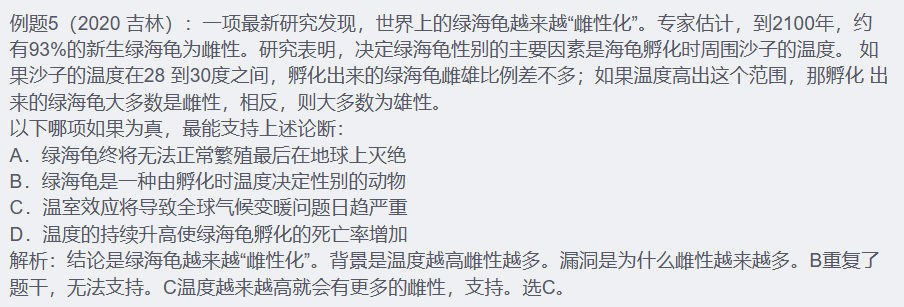 例题5（2020 吉林）：一项最新研究发现，世界上的绿海龟越来越“雌性化”。专家估计，到2100年，约
有93%的新生绿海龟为雌性。研究表明，决定绿海龟性别的主要因素是海龟孵化时周围沙子的温度。 如
果沙子的温度在28 到30度之间，孵化出来的绿海龟雌雄比例差不多；如果温度高出这个范围，那孵化 出
来的绿海龟大多数是雌性，相反，则大多数为雄性。
以下哪项如果为真，最能支持上述论断：
A．绿海龟终将无法正常繁殖最后在地球上灭绝
B．绿海龟是一种由孵化时温度决定性别的动物
C．温室效应将导致全球气候变暖问题日趋严重
D．温度的持续升高使绿海龟孵化的死亡率增加
解析：结论是绿海龟越来越“雌性化”。背景是温度越高雌性越多。漏洞是为什么雌性越来越多。B重复了
题干，无法支持。C温度越来越高就会有更多的雌性，支持。选C。